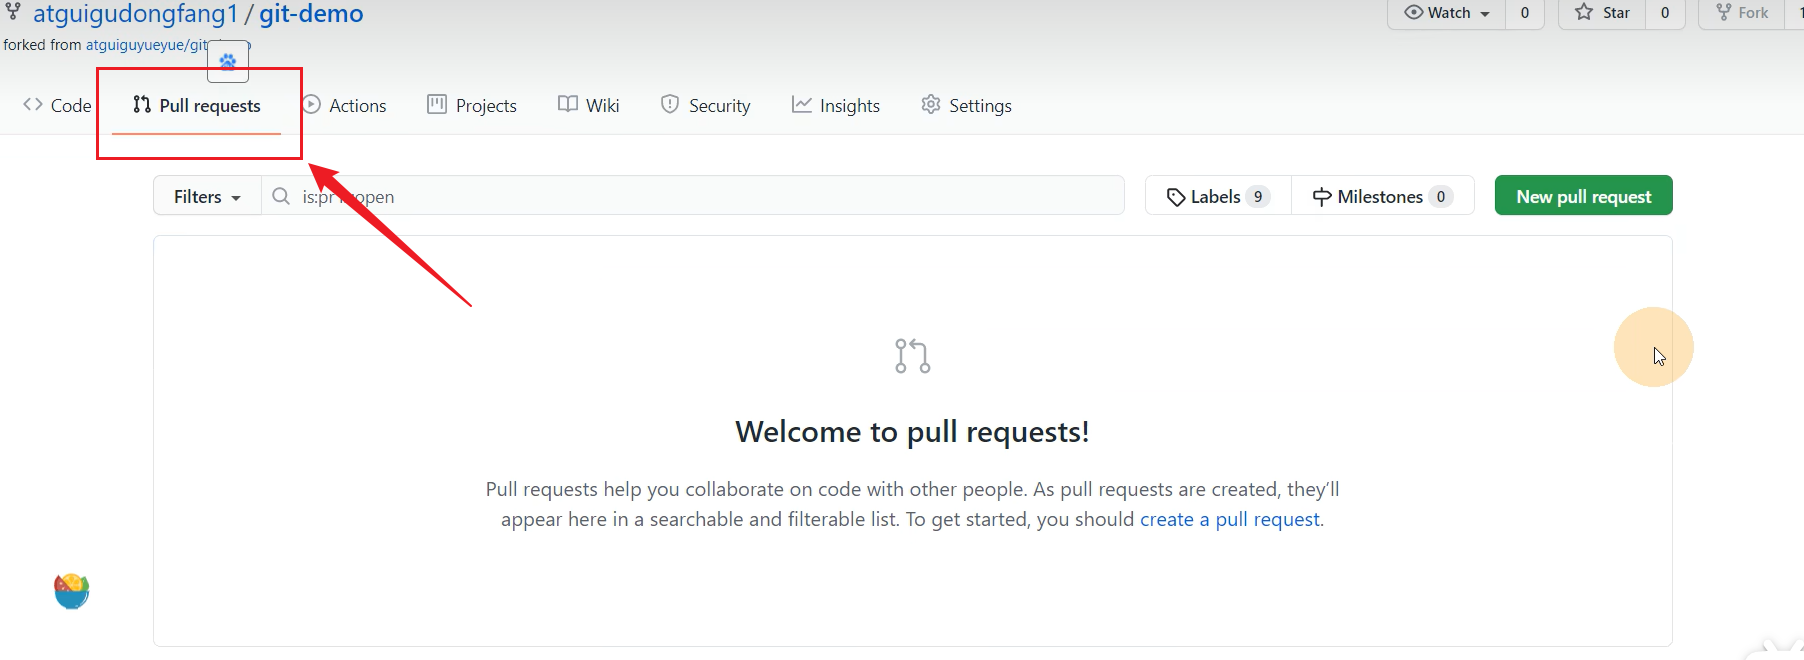 atguigudongfang1 / git-demo
Watch 0 Star 0 Fork 1
forked from atguiguyueyue/git
Code Pull requests Actions Projects Wiki Security Insights Settings
Filters is:pr open Labels 9 Milestones 0 New pull request
Welcome to pull requests!
Pull requests help you collaborate on code with other people. As pull requests are created, they'll
appear here in a searchable and filterable list. To get started, you should create a pull request.